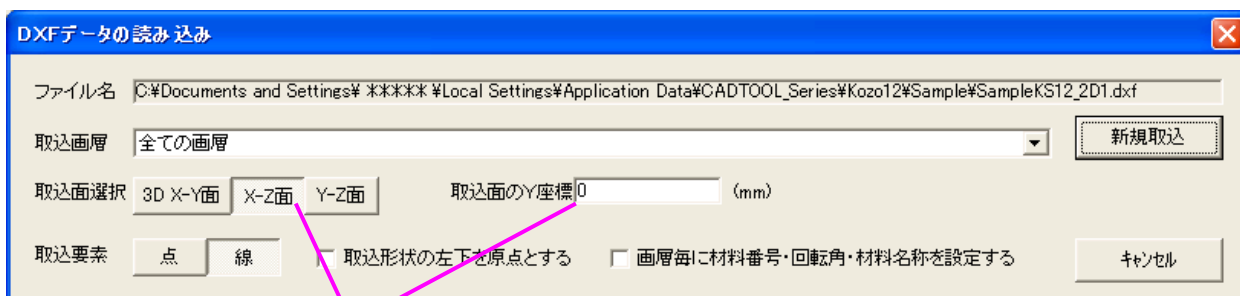 DXFデータの読み込み
ファイル名 C:¥Documents and Settings¥ ***** ¥Local Settings¥Application Data¥CADTOOL_Series¥Kozo12¥Sample¥SampleKS12_2D1.dxf
取込画層 全ての画層 新規取込
取込面選択 3D X-Y面 X-Z面 Y-Z面 取込面のY座標 0 (mm)
取込要素 点 線 取込形状の左下を原点とする 画層毎に材料番号・回転角・材料名称を設定する キャンセル